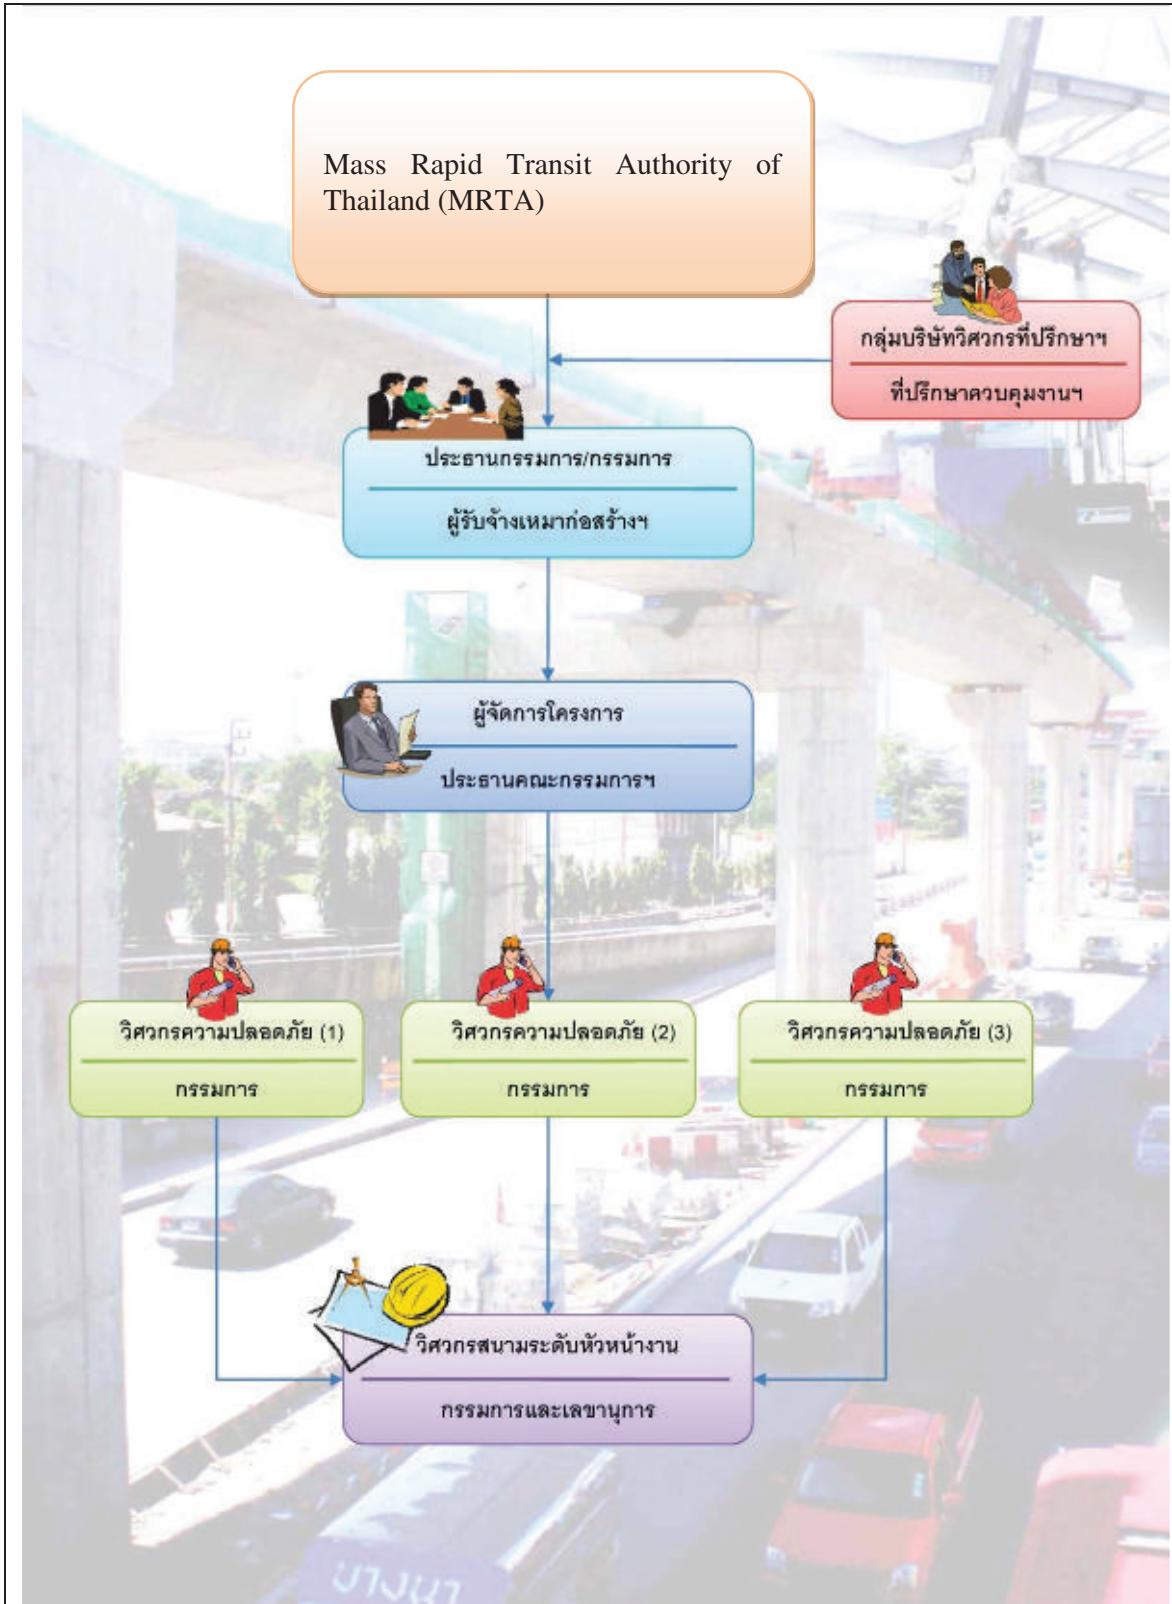 Mass Rapid Transit Authority of
Thailand (MRTA)
กลุ่มบริษัทวิศวกรที่ปรึกษาฯ
ที่ปรึกษาควบคุมงานฯ
ประธานกรรมการ/กรรมการ
ผู้รับจ้างเหมาก่อสร้างฯ
ผู้จัดการโครงการ
ประธานคณะกรรมการฯ
วิศวกรความปลอดภัย (1)
กรรมการ
วิศวกรความปลอดภัย (2)
กรรมการ
วิศวกรความปลอดภัย (3)
กรรมการ
วิศวกรสนามระดับหัวหน้างาน
กรรมการและเลขานุการ
บางนา